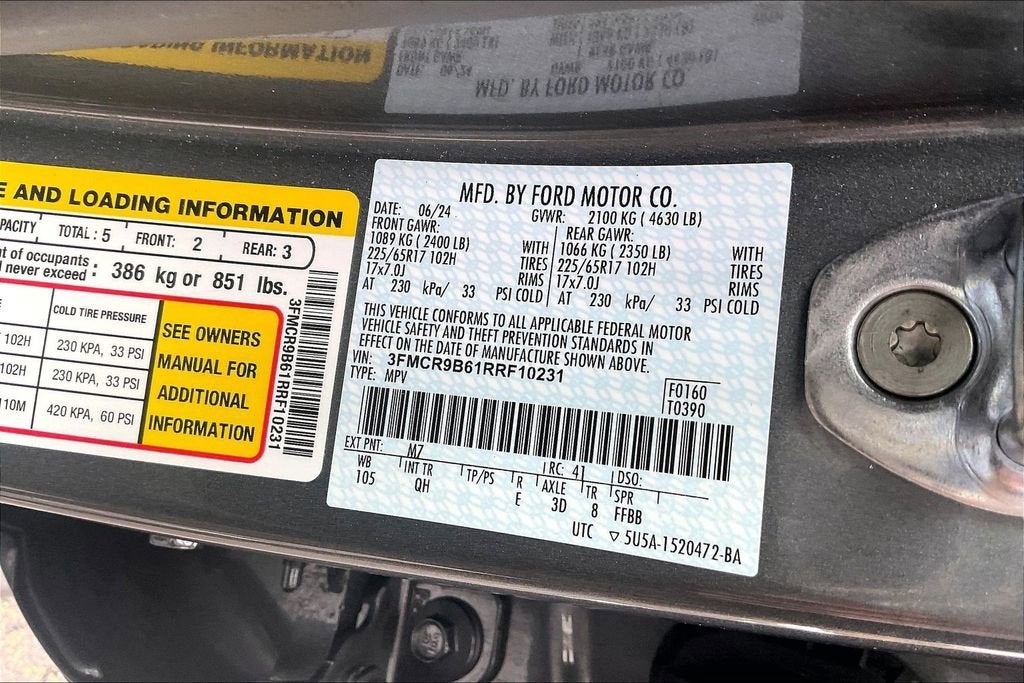 E AND LOADING INFORMATION
PACITY TOTAL : 5 FRONT: 2 REAR: 3
nt of occupants
never exceed : 386 kg or 851 lbs.
COLD TIRE PRESSURE
102H 230 KPA, 33 PSI
102H 230 KPA, 33 PSI
110M 420 KPA, 60 PSI
SEE OWNERS
MANUAL FOR
ADDITIONAL
INFORMATION
3FMCR9B61RRF10231
MFD. BY FORD MOTOR CO.
DATE: 06/24 GVWR: 2100 KG ( 4630 LB)
FRONT GAWR: REAR GAWR:
1089 KG ( 2400 LB) WITH 1066 KG ( 2350 LB) WITH
225/65R17 102H TIRES 225/65R17 102H TIRES
17x7.0J RIMS 17x7.0J RIMS
AT 230 kPa/ 33 PSI COLD AT 230 kPa/ 33 PSI COLD
THIS VEHICLE CONFORMS TO ALL APPLICABLE FEDERAL MOTOR
VEHICLE SAFETY AND THEFT PREVENTION STANDARDS IN
EFFECT ON THE DATE OF MANUFACTURE SHOWN ABOVE.
VIN: 3FMCR9B61RRF10231
TYPE: MPV
F0160
T0390
EXT PNT: M7 RC: 41 DSO:
WB INT TR TP/PS R AXLE TR SPR
105 QH E 3D 8 FFBB
UTC ▽ 5U5A-1520472-BA